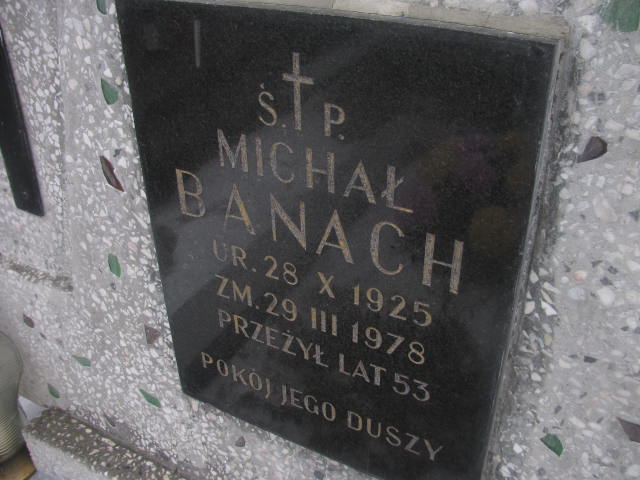 Ś. P.
MICHAŁ
BANACH
UR. 28 X 1925
ZM. 29 III 1978
PRZEŻYŁ LAT 53
POKÓJ JEGO DUSZY